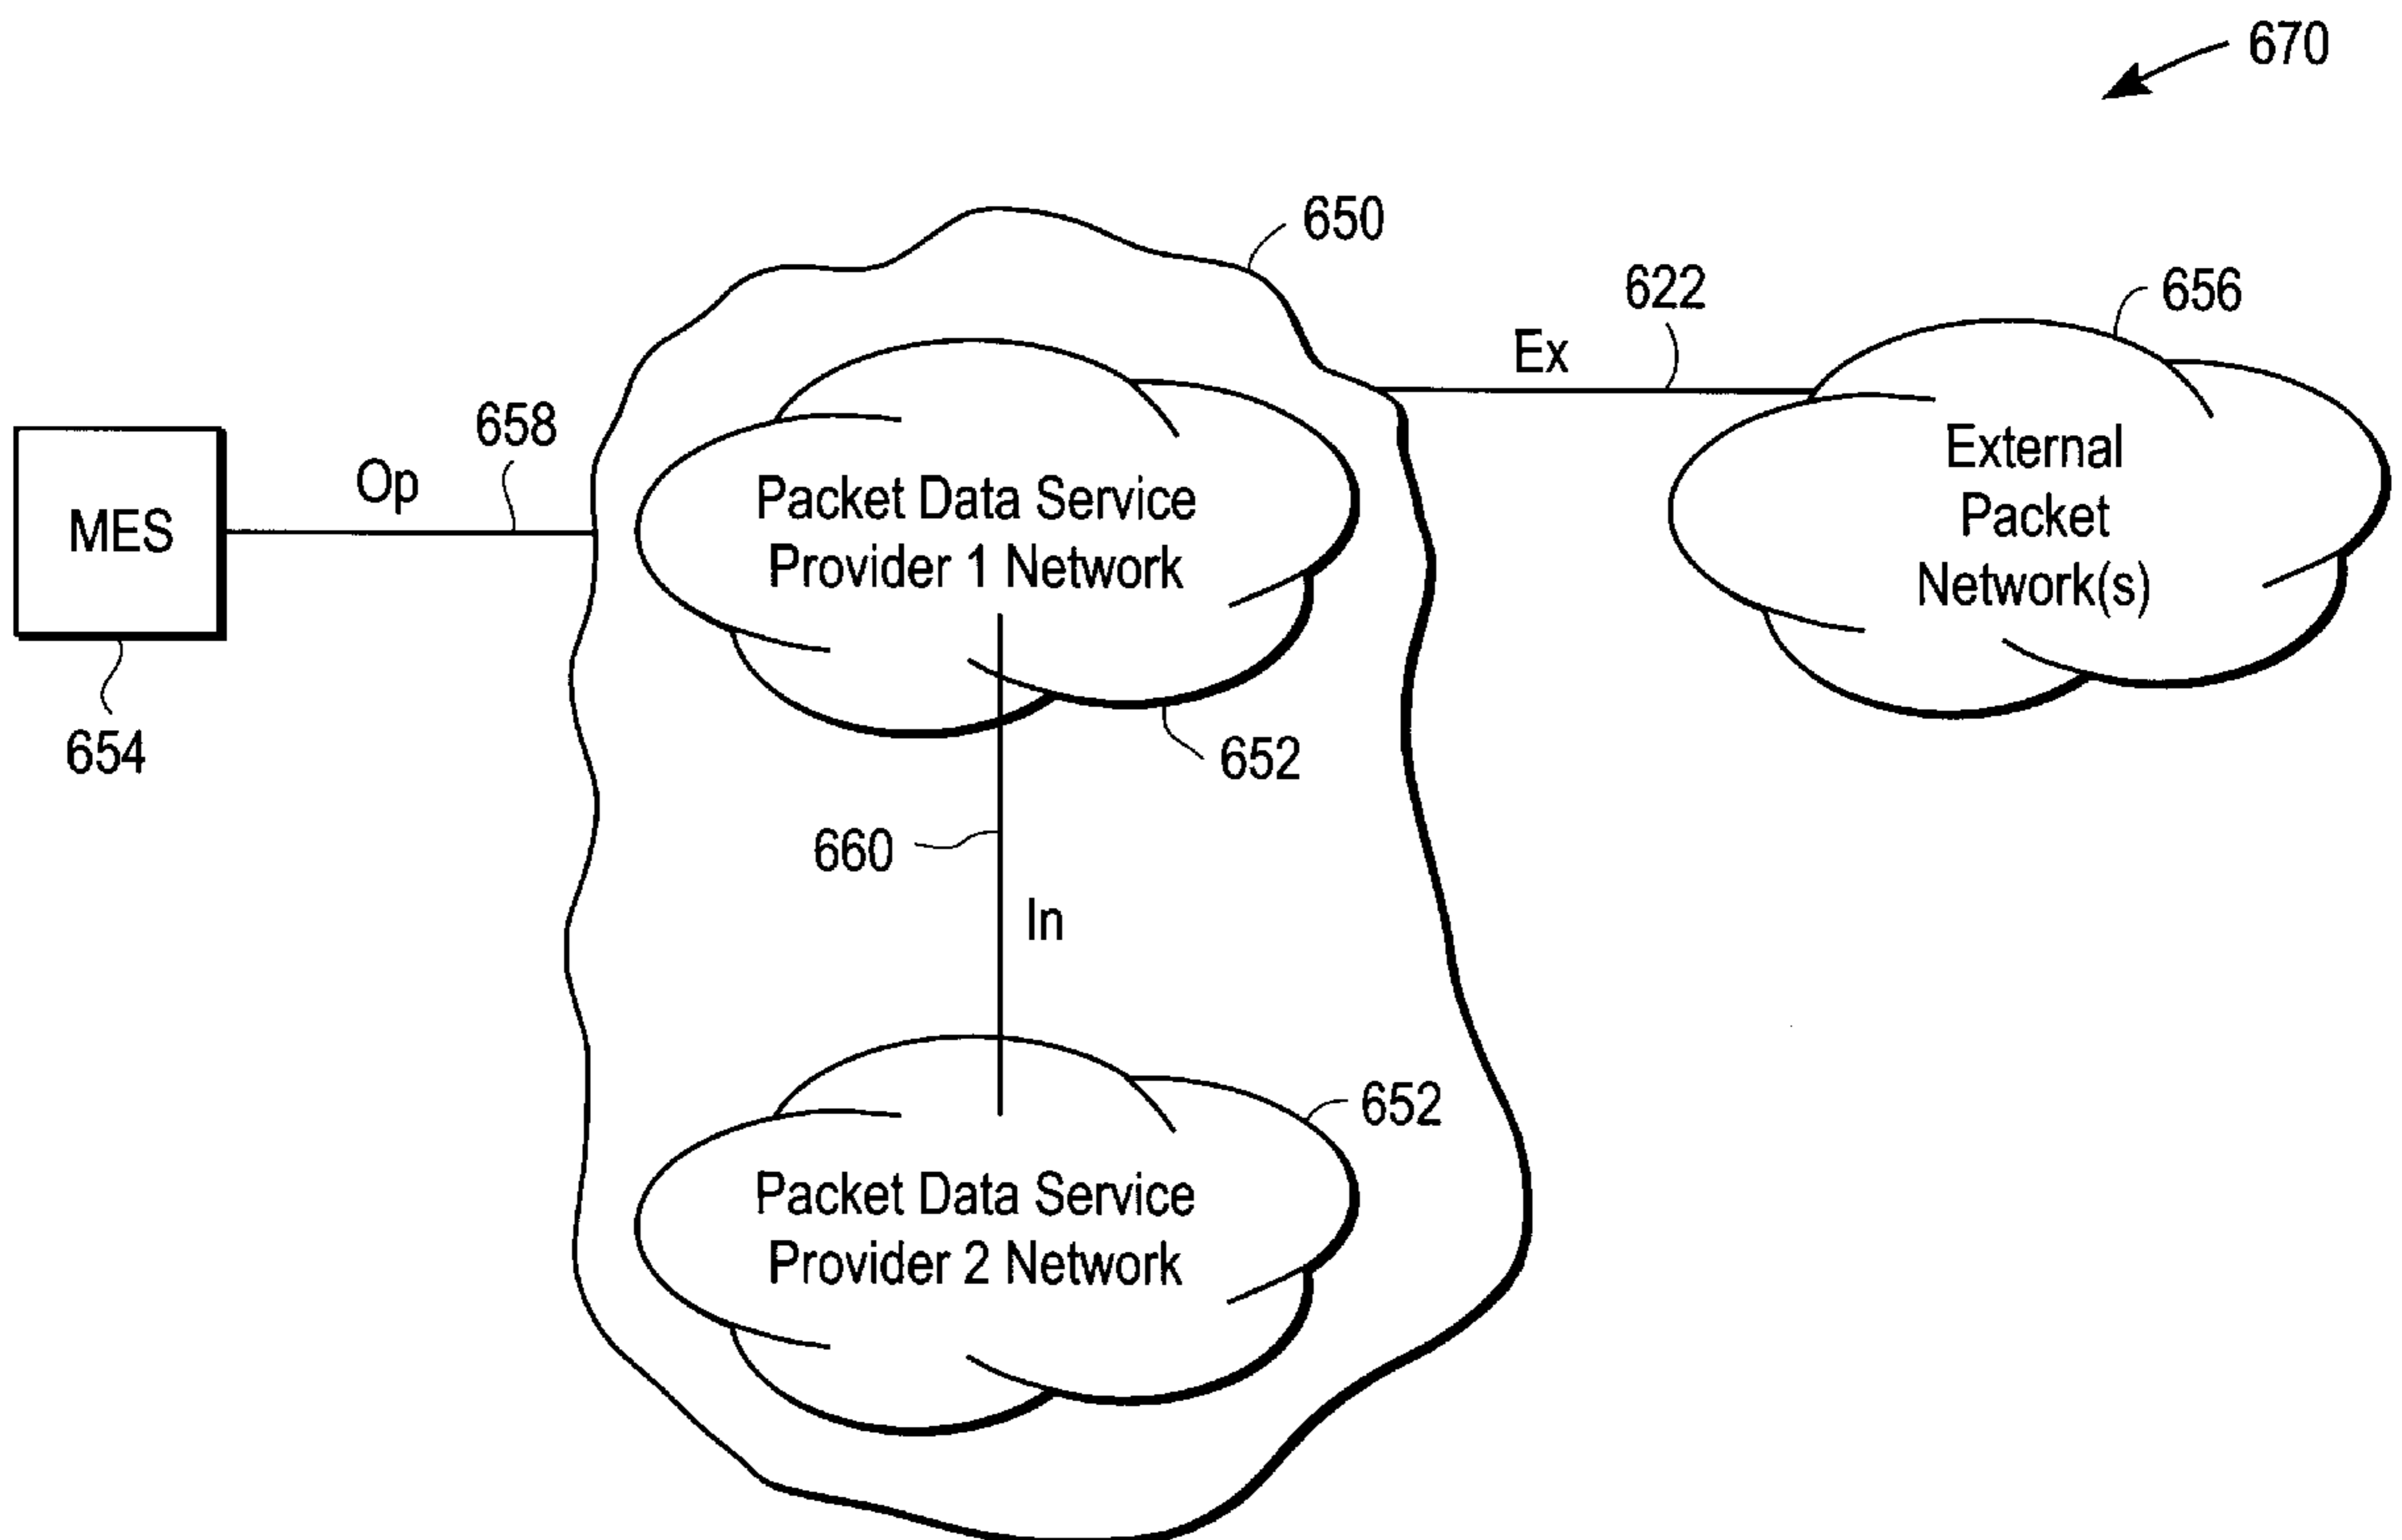 670
650
622
656
Ex
658
Op
MES
654
Packet Data Service
Provider 1 Network
External
Packet
Network(s)
652
660
In
652
Packet Data Service
Provider 2 Network